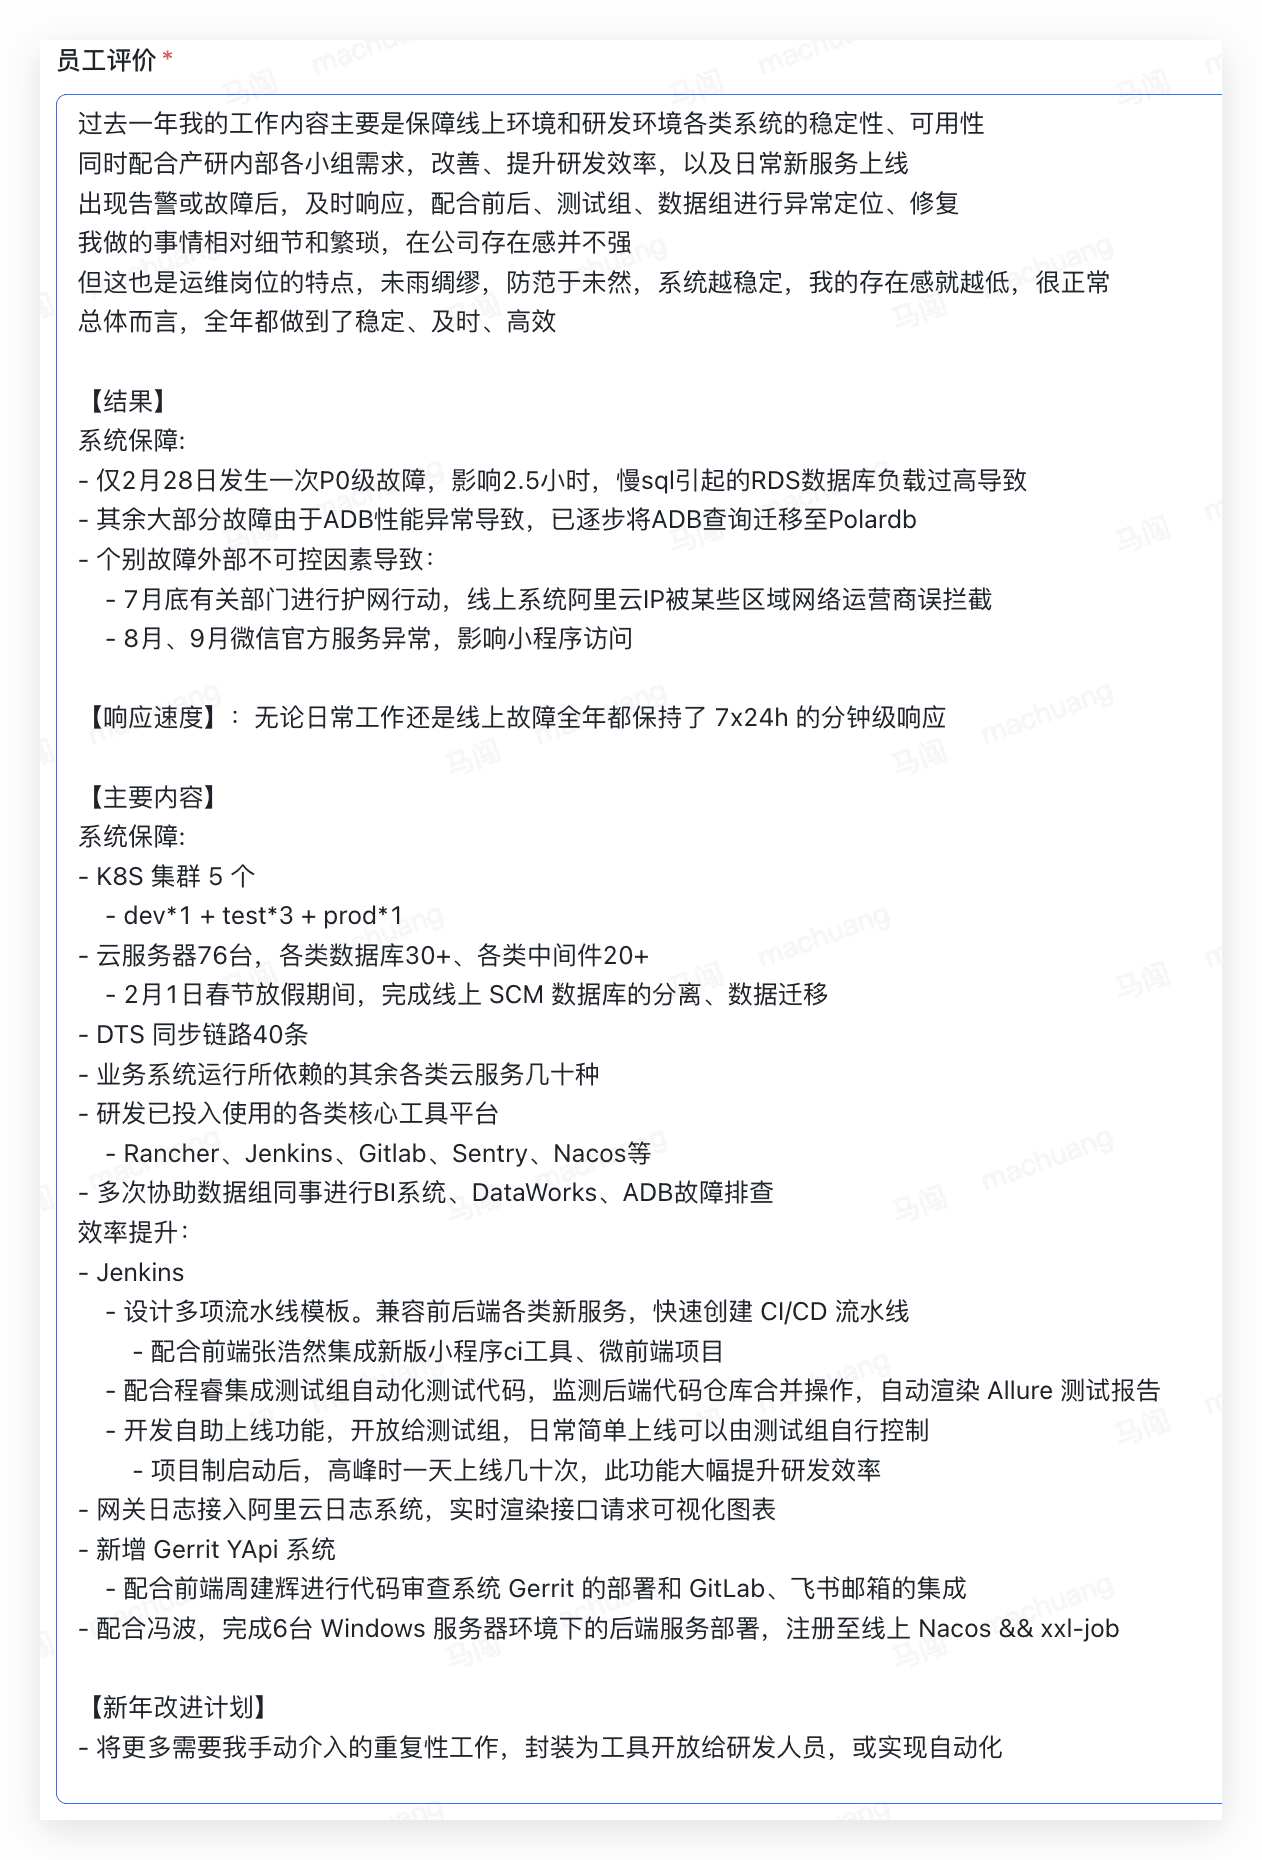 员工评价 *
过去一年我的工作内容主要是保障线上环境和研发环境各类系统的稳定性、可用性
同时配合产研内部各小组需求，改善、提升研发效率，以及日常新服务上线
出现告警或故障后，及时响应，配合前后、测试组、数据组进行异常定位、修复
我做的事情相对细节和繁琐，在公司存在感并不强
但这也是运维岗位的特点，未雨绸缪，防范于未然，系统越稳定，我的存在感就越低，很正常
总体而言，全年都做到了稳定、及时、高效
【结果】
系统保障:
- 仅2月28日发生一次P0级故障，影响2.5小时，慢sql引起的RDS数据库负载过高导致
- 其余大部分故障由于ADB性能异常导致，已逐步将ADB查询迁移至Polardb
- 个别故障外部不可控因素导致：
- 7月底有关部门进行护网行动，线上系统阿里云IP被某些区域网络运营商误拦截
- 8月、9月微信官方服务异常，影响小程序访问
【响应速度】：无论日常工作还是线上故障全年都保持了 7x24h 的分钟级响应
【主要内容】
系统保障:
- K8S 集群 5 个
- dev*1 + test*3 + prod*1
- 云服务器76台，各类数据库30+、各类中间件20+
- 2月1日春节放假期间，完成线上 SCM 数据库的分离、数据迁移
- DTS 同步链路40条
- 业务系统运行所依赖的其余各类云服务几十种
- 研发已投入使用的各类核心工具平台
- Rancher、Jenkins、Gitlab、Sentry、Nacos等
- 多次协助数据组同事进行BI系统、DataWorks、ADB故障排查
效率提升：
- Jenkins
- 设计多项流水线模板。兼容前后端各类新服务，快速创建 CI/CD 流水线
- 配合前端张浩然集成新版小程序ci工具、微前端项目
- 配合程睿集成测试组自动化测试代码，监测后端代码仓库合并操作，自动渲染 Allure 测试报告
- 开发自助上线功能，开放给测试组，日常简单上线可以由测试组自行控制
- 项目制启动后，高峰时一天上线几十次，此功能大幅提升研发效率
- 网关日志接入阿里云日志系统，实时渲染接口请求可视化图表
- 新增 Gerrit YApi 系统
- 配合前端周建辉进行代码审查系统 Gerrit 的部署和 GitLab、飞书邮箱的集成
- 配合冯波，完成6台 Windows 服务器环境下的后端服务部署，注册至线上 Nacos && xxl-job
【新年改进计划】
- 将更多需要我手动介入的重复性工作，封装为工具开放给研发人员，或实现自动化
马闯 machuang